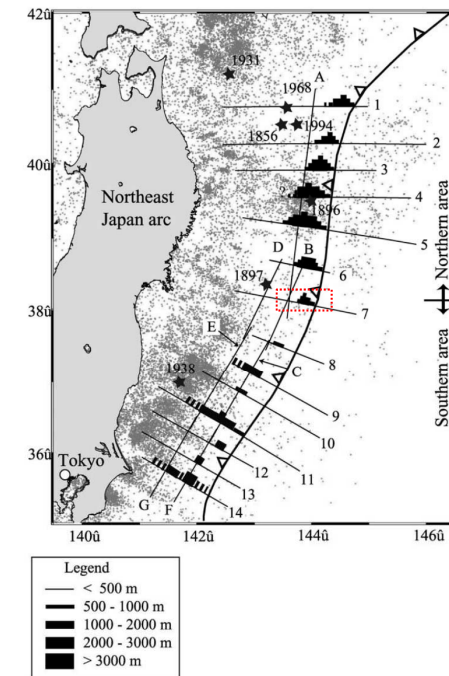 42û
40û
38û
36û
140û
142û
144û
146û
1931
1968
1856
1994
1896
1897
1938
Northeast
Japan arc
Tokyo
A
B
C
D
E
F
G
?
1
2
3
4
5
6
7
8
9
10
11
12
13
14
Northern area
Southern area
Legend
< 500 m
500 - 1000 m
1000 - 2000 m
2000 - 3000 m
> 3000 m